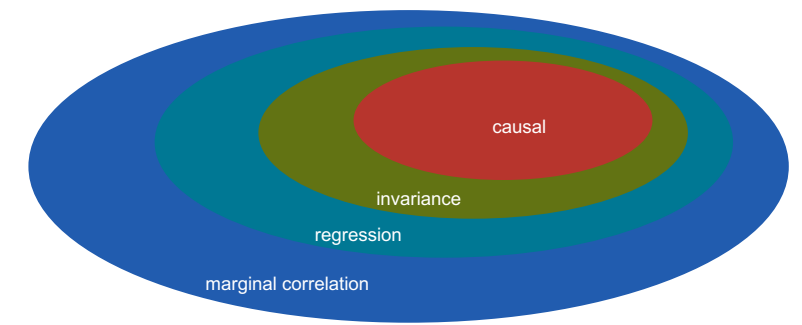 causal
invariance
regression
marginal correlation